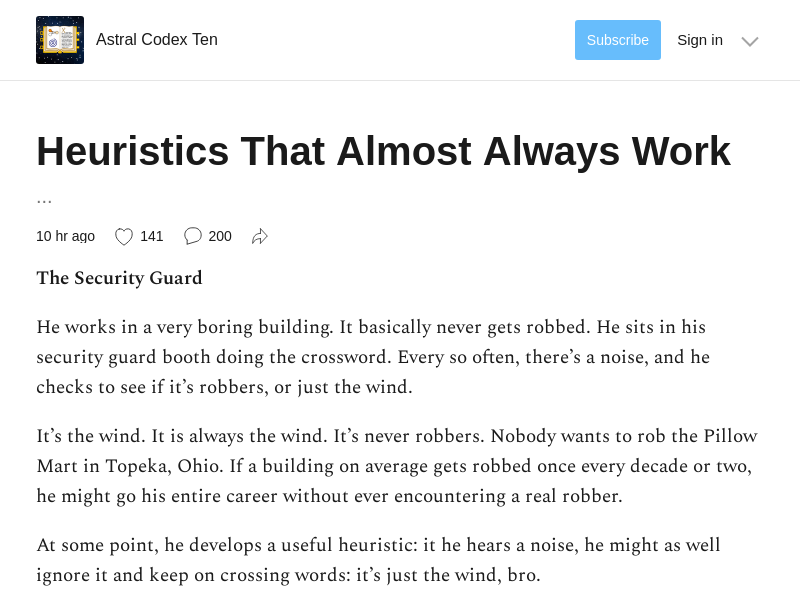 Astral Codex Ten
Subscribe
Sign in
Heuristics That Almost Always Work
...
10 hr ago
141
200
The Security Guard
He works in a very boring building. It basically never gets robbed. He sits in his
security guard booth doing the crossword. Every so often, there’s a noise, and he
checks to see if it’s robbers, or just the wind.
It’s the wind. It is always the wind. It’s never robbers. Nobody wants to rob the Pillow
Mart in Topeka, Ohio. If a building on average gets robbed once every decade or two,
he might go his entire career without ever encountering a real robber.
At some point, he develops a useful heuristic: it he hears a noise, he might as well
ignore it and keep on crossing words: it’s just the wind, bro.